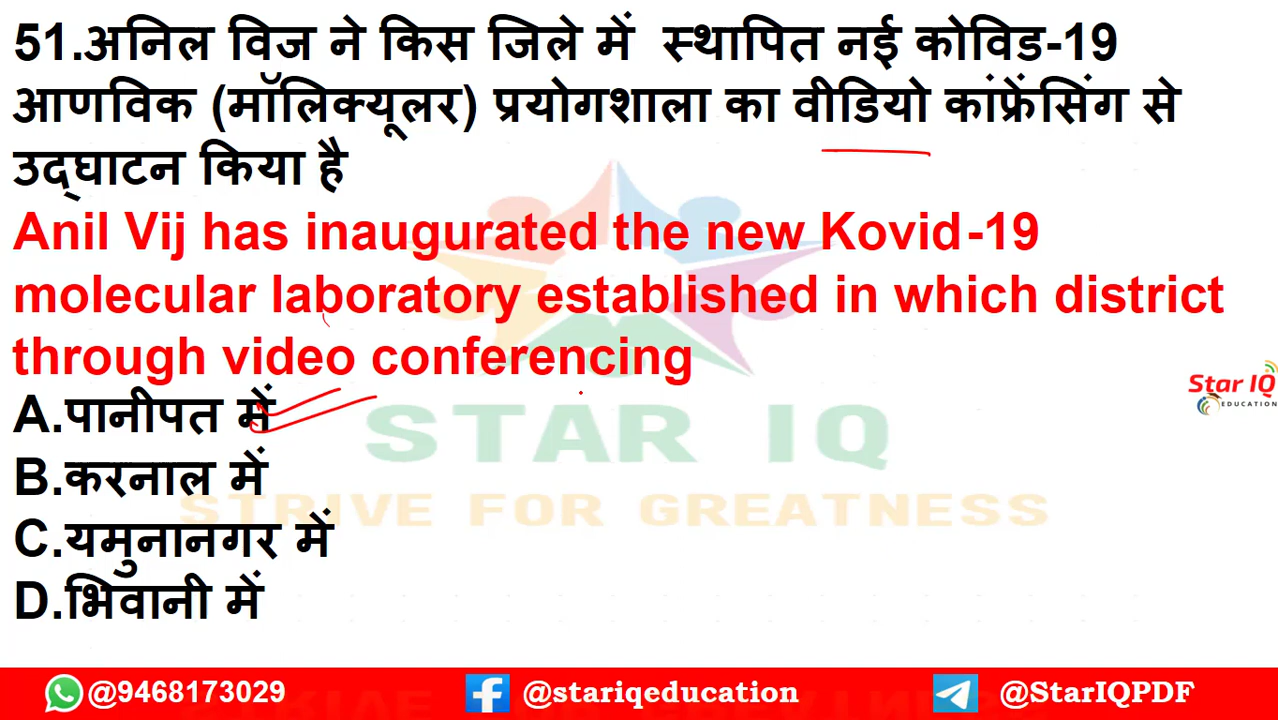 51.अनिल विज ने किस जिले में स्थापित नई कोविड-19
आणविक (मॉलिक्यूलर) प्रयोगशाला का वीडियो कांफ्रेंसिंग से
उद्घाटन किया है
Anil Vij has inaugurated the new Kovid-19
molecular laboratory established in which district
through video conferencing
A.पानीपत में
B.करनाल में
C.यमुनानगर में
D.भिवानी में
STAR IQ
STRIVE FOR GREATNESS
Star IQ
EDUCATION
@9468173029 @stariqeducation @StarIQPDF